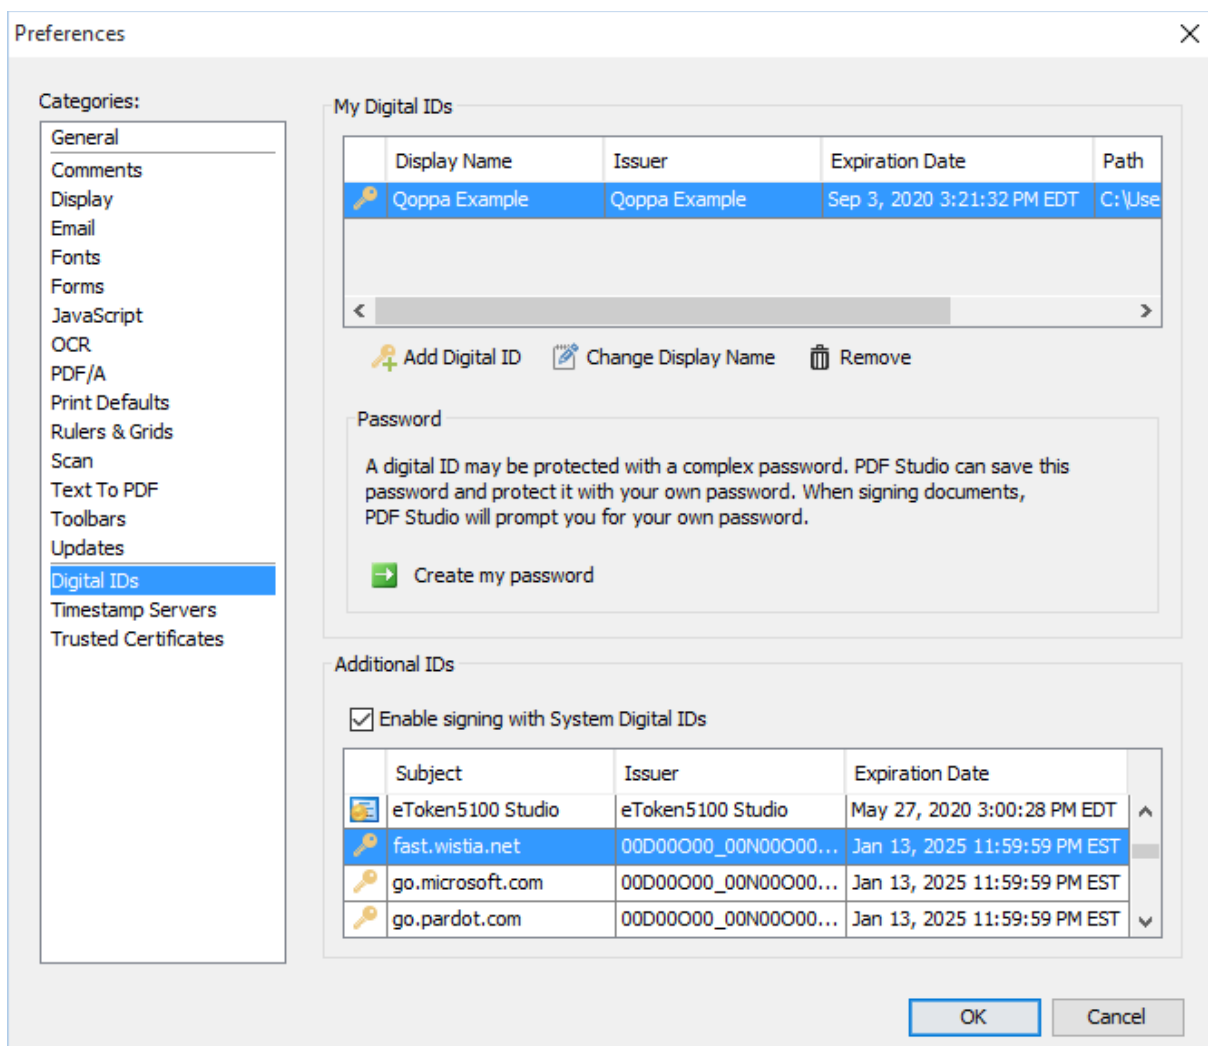 Preferences
Categories:
General
Comments
Display
Email
Fonts
Forms
JavaScript
OCR
PDF/A
Print Defaults
Rulers & Grids
Scan
Text To PDF
Toolbars
Updates
Digital IDs
Timestamp Servers
Trusted Certificates
My Digital IDs
Display Name Issuer Expiration Date Path
Qoppa Example Qoppa Example Sep 3, 2020 3:21:32 PM EDT C:\Use
Add Digital ID Change Display Name Remove
Password
A digital ID may be protected with a complex password. PDF Studio can save this
password and protect it with your own password. When signing documents,
PDF Studio will prompt you for your own password.
Create my password
Additional IDs
Enable signing with System Digital IDs
Subject Issuer Expiration Date
eToken5100 Studio eToken5100 Studio May 27, 2020 3:00:28 PM EDT
fast.wistia.net 00D00O00_00N00O00... Jan 13, 2025 11:59:59 PM EST
go.microsoft.com 00D00O00_00N00O00... Jan 13, 2025 11:59:59 PM EST
go.pardot.com 00D00O00_00N00O00... Jan 13, 2025 11:59:59 PM EST
OK Cancel